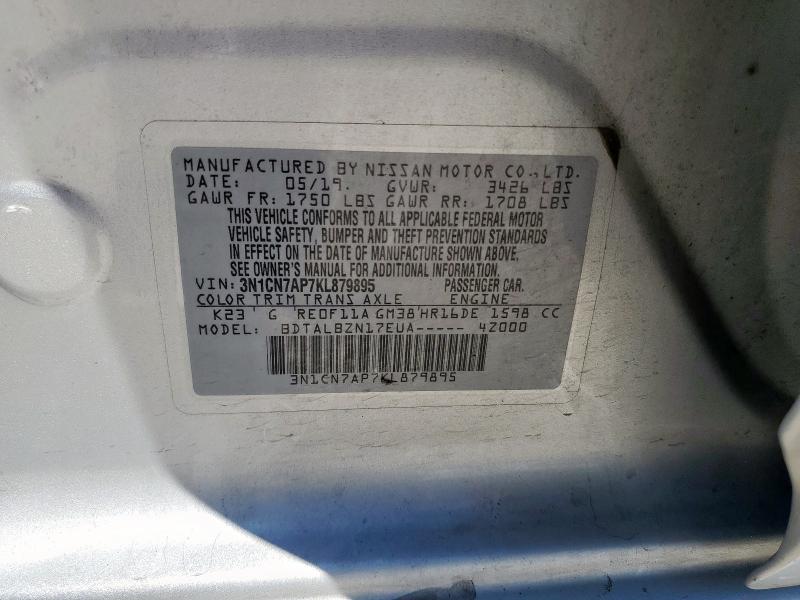 MANUFACTURED BY NISSAN MOTOR CO., LTD.
DATE: 05/19. GVWR: 3426 LBS
GAWR FR: 1750 LBS GAWR RR: 1708 LBS
THIS VEHICLE CONFORMS TO ALL APPLICABLE FEDERAL MOTOR
VEHICLE SAFETY, BUMPER AND THEFT PREVENTION STANDARDS
IN EFFECT ON THE DATE OF MANUFACTURE SHOWN ABOVE.
SEE OWNER'S MANUAL FOR ADDITIONAL INFORMATION.
VIN: 3N1CN7AP7KL879895 PASSENGER CAR.
COLOR TRIM TRANS AXLE ENGINE
K23' G 'RE0F11A GM38'HR16DE 1598 CC
MODEL: BDTALBZN17EUA----- 4Z000
3N1CN7AP7KL879895